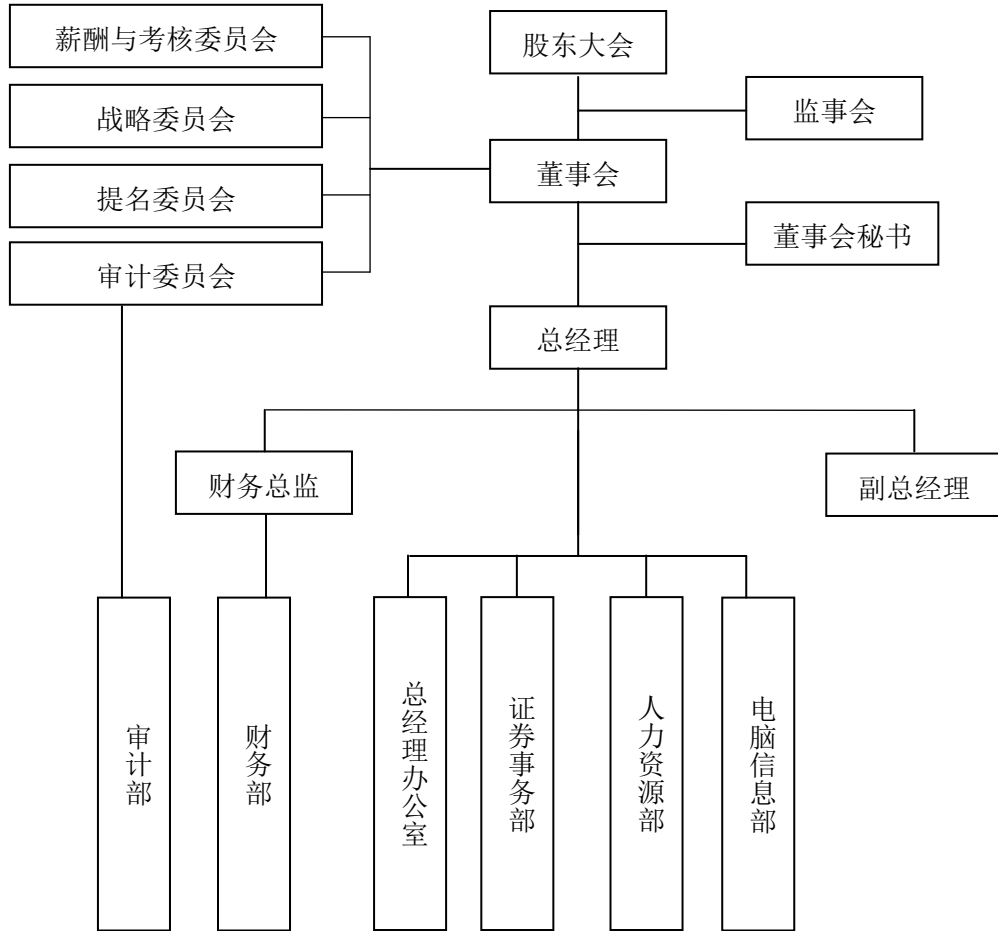 薪酬与考核委员会
股东大会
战略委员会
监事会
董事会
提名委员会
董事会秘书
审计委员会
总经理
财务总监
副总经理
审计部
财务部
总经理办公室
证券事务部
人力资源部
电脑信息部